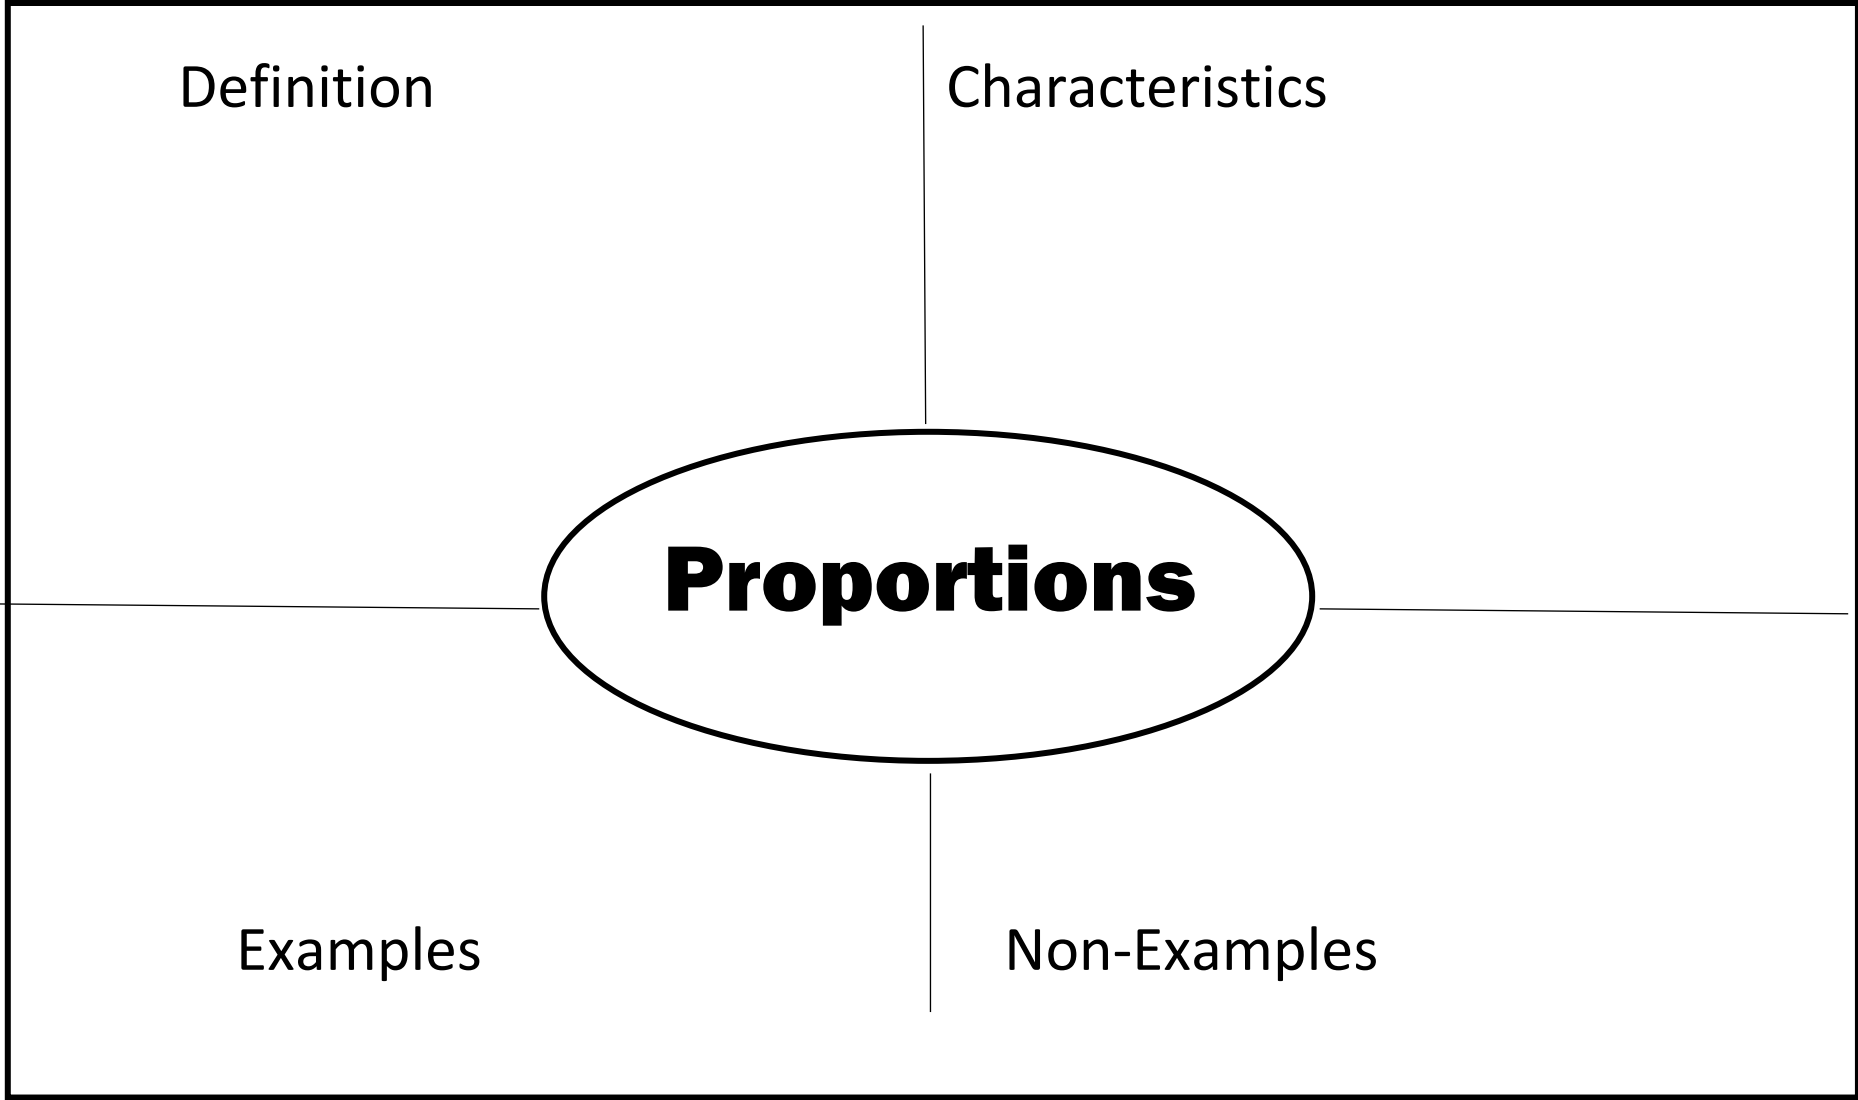 Definition
Characteristics
Proportions
Examples
Non-Examples